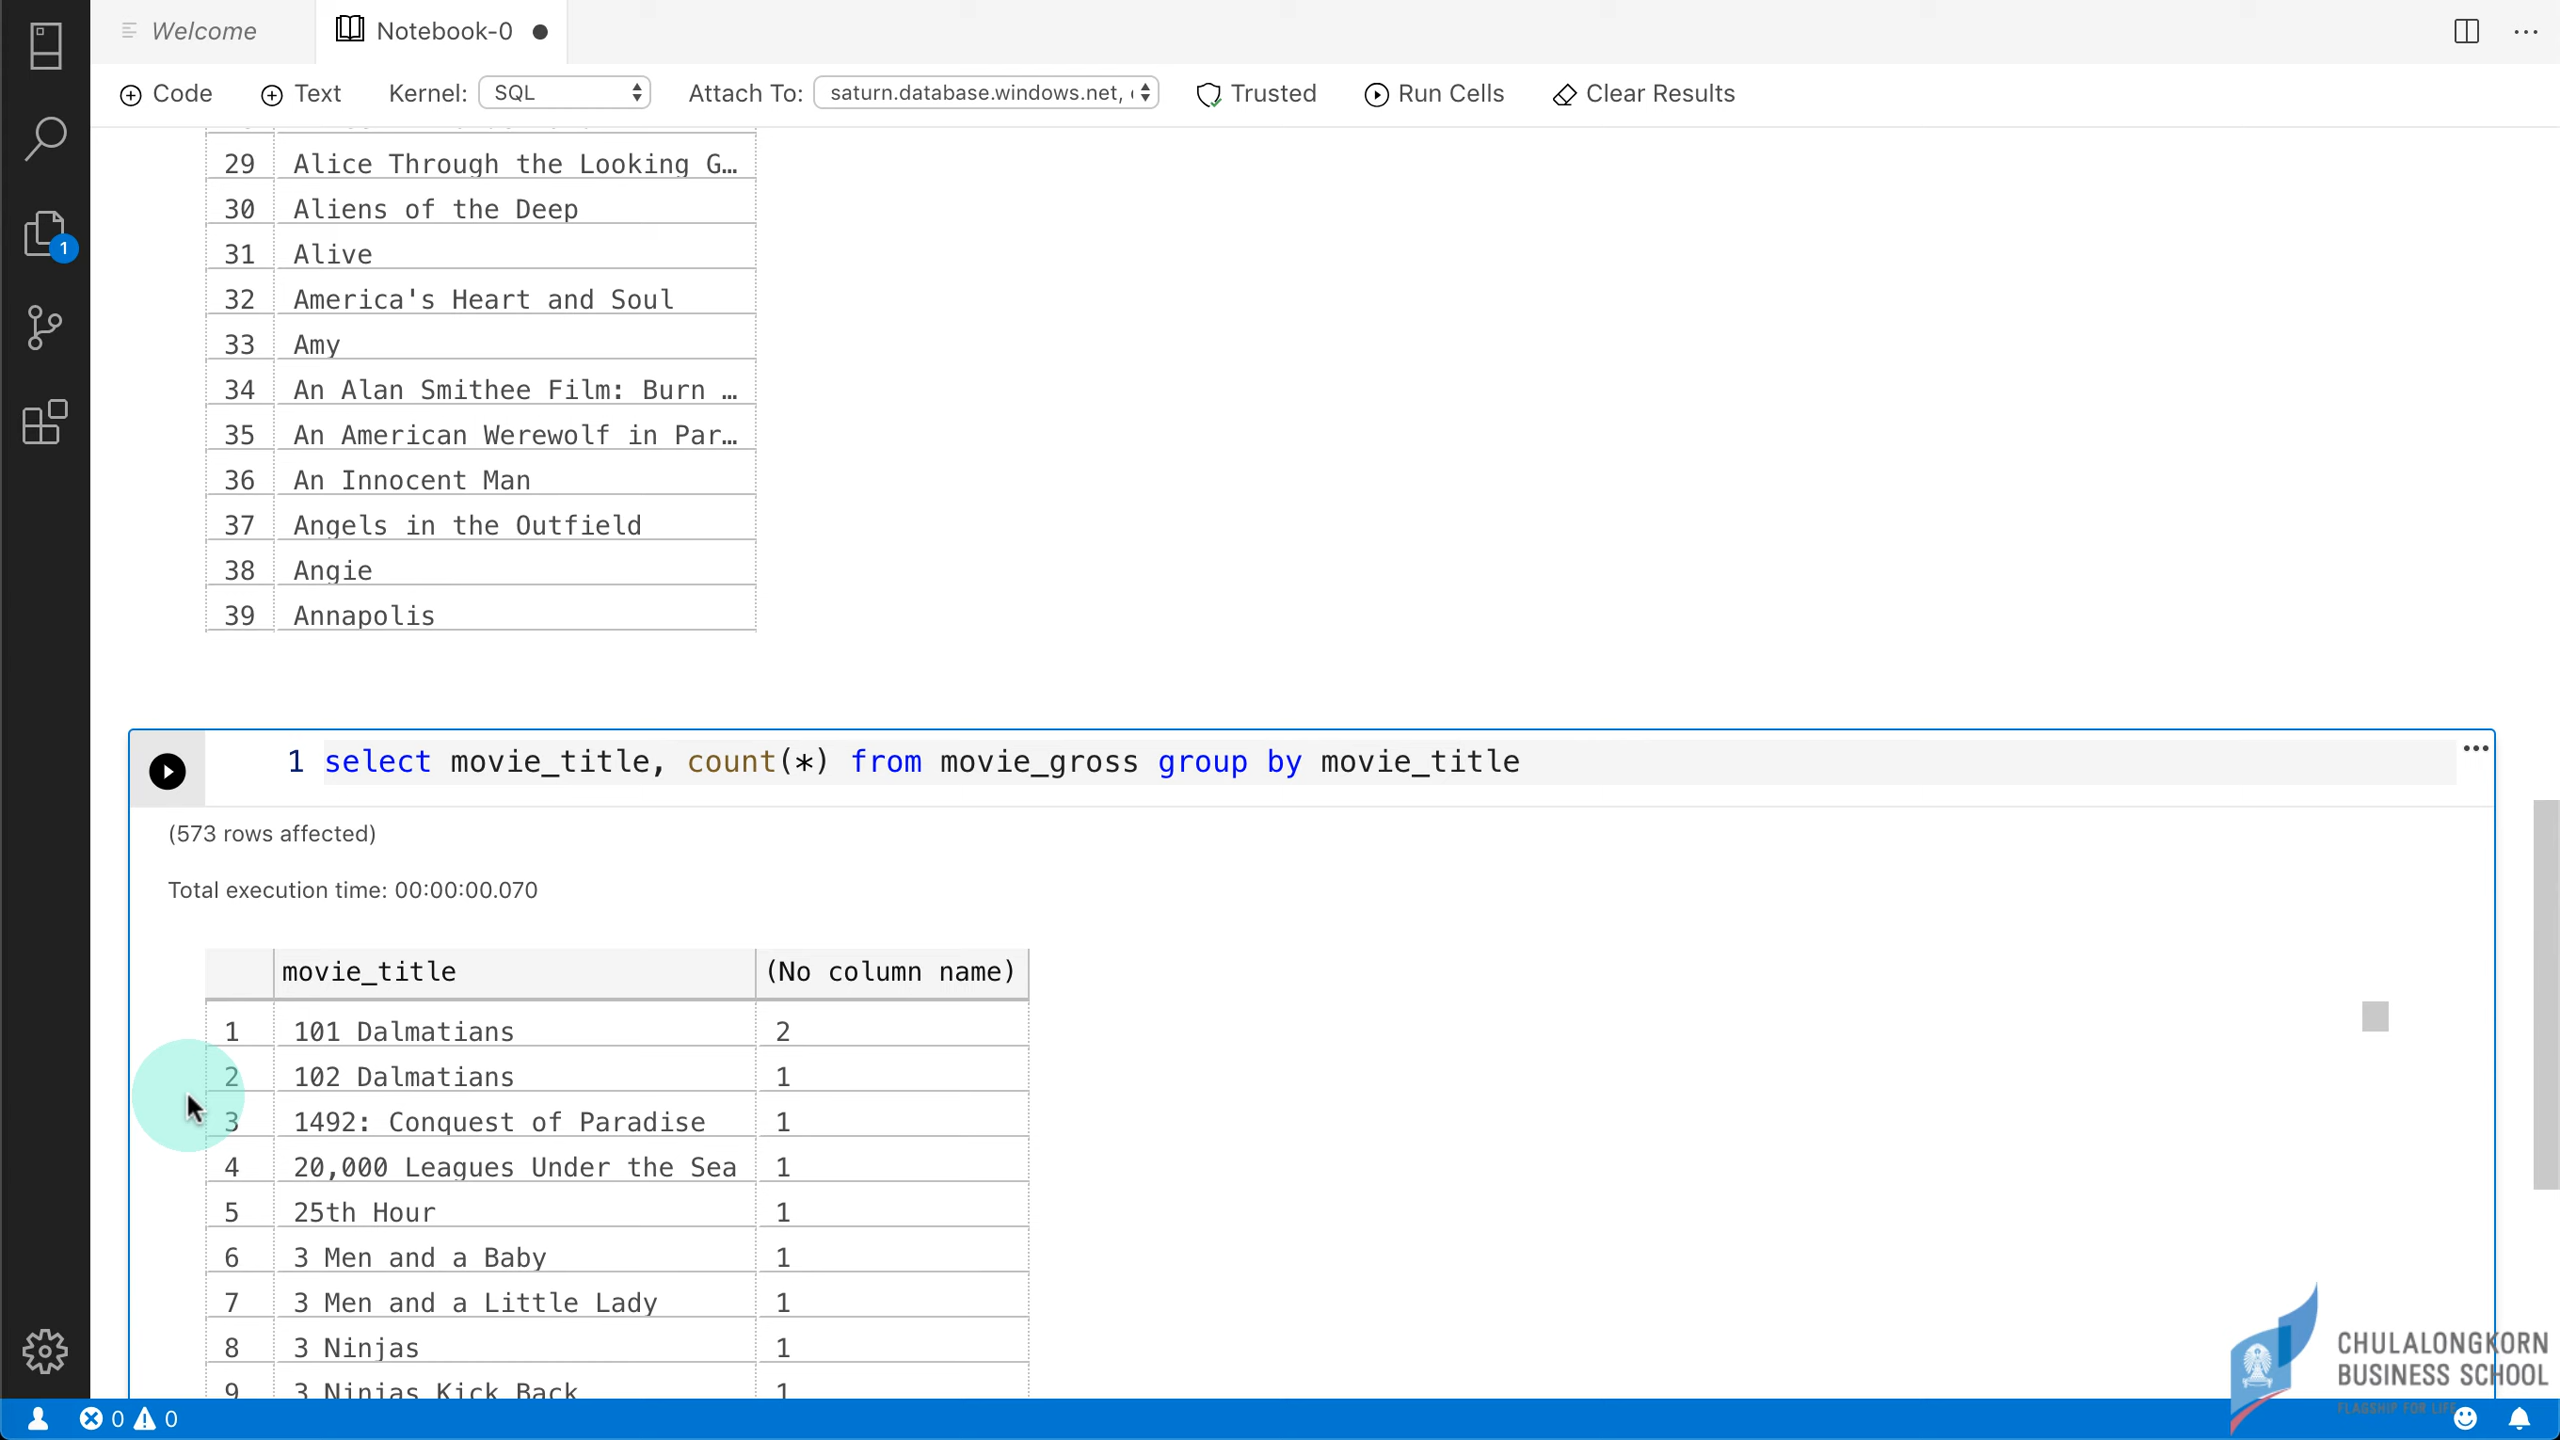 Welcome
Notebook-0
Code
Text
Kernel:
SQL
Attach To:
saturn.database.windows.net,
Trusted
Run Cells
Clear Results
1
29 Alice Through the Looking G…
30 Aliens of the Deep
31 Alive
32 America's Heart and Soul
33 Amy
34 An Alan Smithee Film: Burn …
35 An American Werewolf in Par…
36 An Innocent Man
37 Angels in the Outfield
38 Angie
39 Annapolis
1 select movie_title, count(*) from movie_gross group by movie_title
(573 rows affected)
Total execution time: 00:00:00.070
movie_title (No column name)
1 101 Dalmatians 2
2 102 Dalmatians 1
3 1492: Conquest of Paradise 1
4 20,000 Leagues Under the Sea 1
5 25th Hour 1
6 3 Men and a Baby 1
7 3 Men and a Little Lady 1
8 3 Ninjas 1
9 3 Ninjas Kick Back 1
CHULALONGKORN
BUSINESS SCHOOL
FLAGSHIP FOR LIFE
0 0